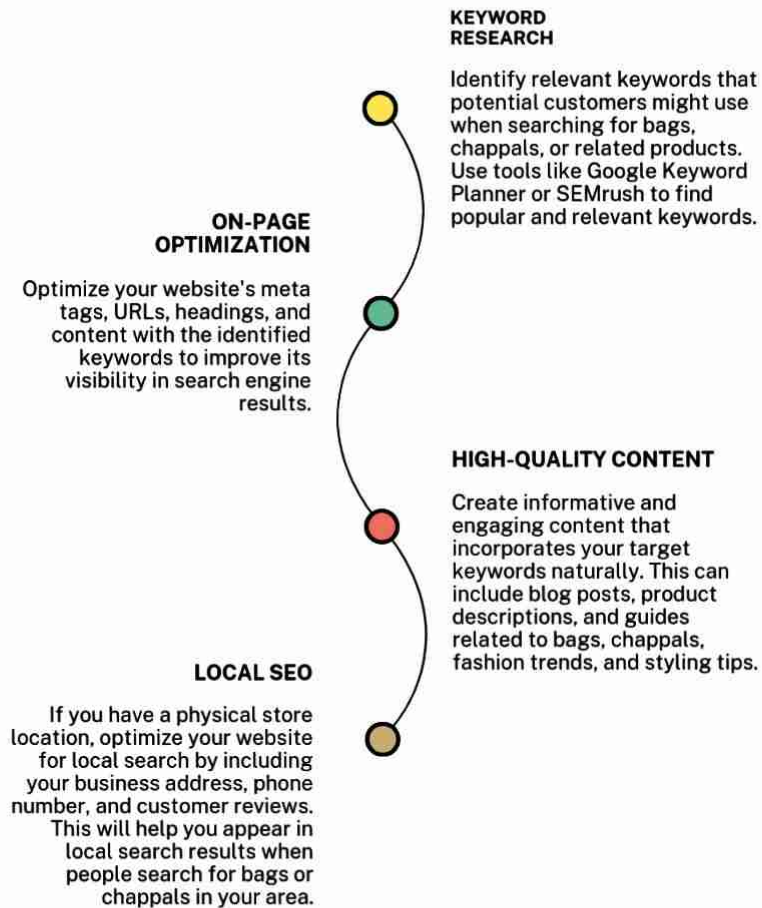 KEYWORD
RESEARCH
Identify relevant keywords that
potential customers might use
when searching for bags,
chappals, or related products.
Use tools like Google Keyword
Planner or SEMrush to find
popular and relevant keywords.
ON-PAGE
OPTIMIZATION
Optimize your website's meta
tags, URLs, headings, and
content with the identified
keywords to improve its
visibility in search engine
results.
HIGH-QUALITY CONTENT
Create informative and
engaging content that
incorporates your target
keywords naturally. This can
include blog posts, product
descriptions, and guides
related to bags, chappals,
fashion trends, and styling tips.
LOCAL SEO
If you have a physical store
location, optimize your website
for local search by including
your business address, phone
number, and customer reviews.
This will help you appear in
local search results when
people search for bags or
chappals in your area.